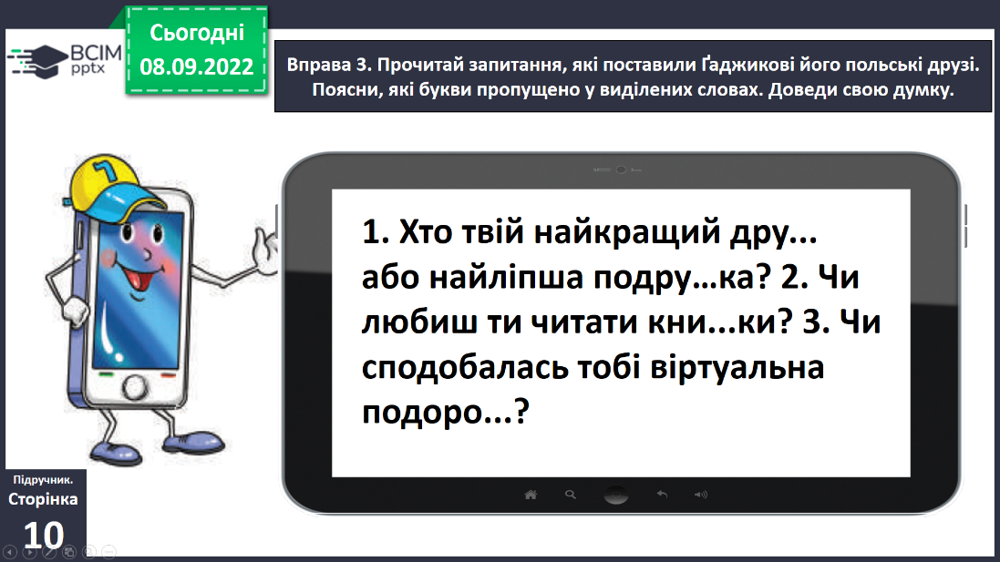 Сьогодні
08.09.2022
ВСІМ
pptx
Вправа 3. Прочитай запитання, які поставили Ґаджикові його польські друзі.
Поясни, які букви пропущено у виділених словах. Доведи свою думку.
1. Хто твій найкращий дру...
або найліпша подру...ка? 2. Чи
любиш ти читати кни...ки? 3. Чи
сподобалась тобі віртуальна
подоро...?
Підручник.
Сторінка
10